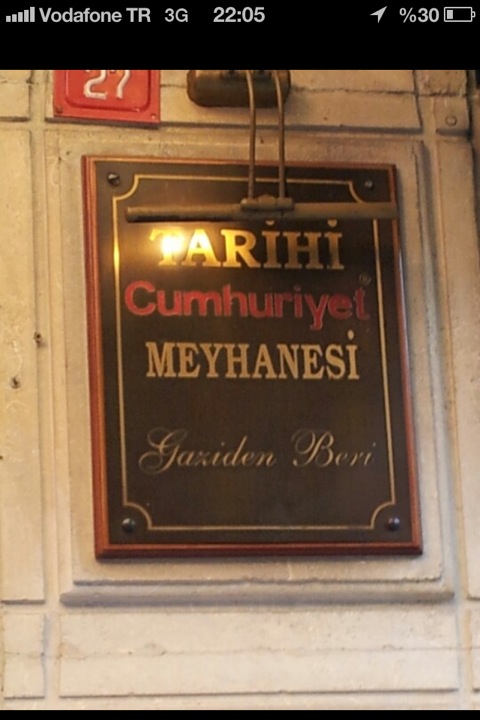 Vodafone TR 3G 22:05 %30
27
TARİHİ
Cumhuriyet®
MEYHANESİ
Gaziden Beri